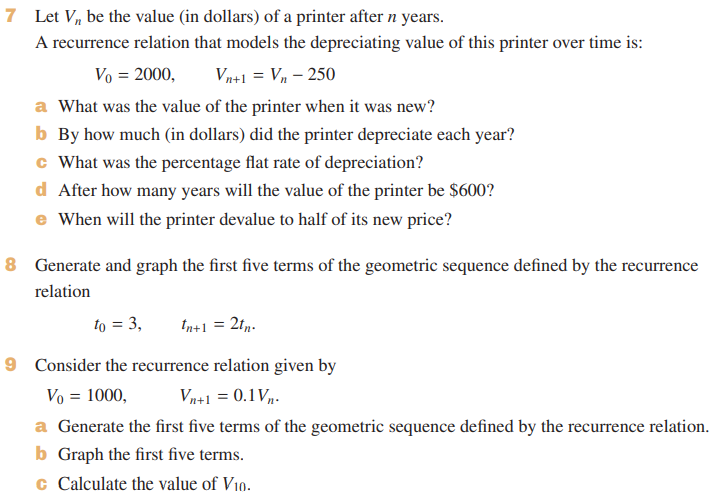 7 Let Vn be the value (in dollars) of a printer after n years.
A recurrence relation that models the depreciating value of this printer over time is:
V0 = 2000, Vn+1 = Vn − 250
a What was the value of the printer when it was new?
b By how much (in dollars) did the printer depreciate each year?
c What was the percentage flat rate of depreciation?
d After how many years will the value of the printer be $600?
e When will the printer devalue to half of its new price?
8 Generate and graph the first five terms of the geometric sequence defined by the recurrence
relation
t0 = 3, tn+1 = 2tn.
9 Consider the recurrence relation given by
V0 = 1000, Vn+1 = 0.1Vn.
a Generate the first five terms of the geometric sequence defined by the recurrence relation.
b Graph the first five terms.
c Calculate the value of V10.